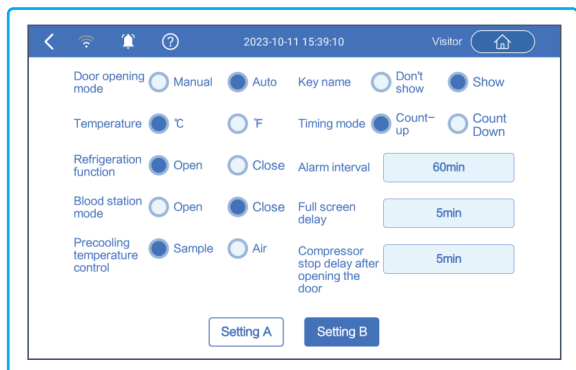 2023-10-11 15:39:10 Visitor
Door opening mode Manual Auto Key name Don't show Show
Temperature ℃ ℉ Timing mode Count-up Count Down
Refrigeration function Open Close Alarm interval 60min
Blood station mode Open Close Full screen delay 5min
Precooling temperature control Sample Air Compressor stop delay after opening the door 5min
Setting A Setting B